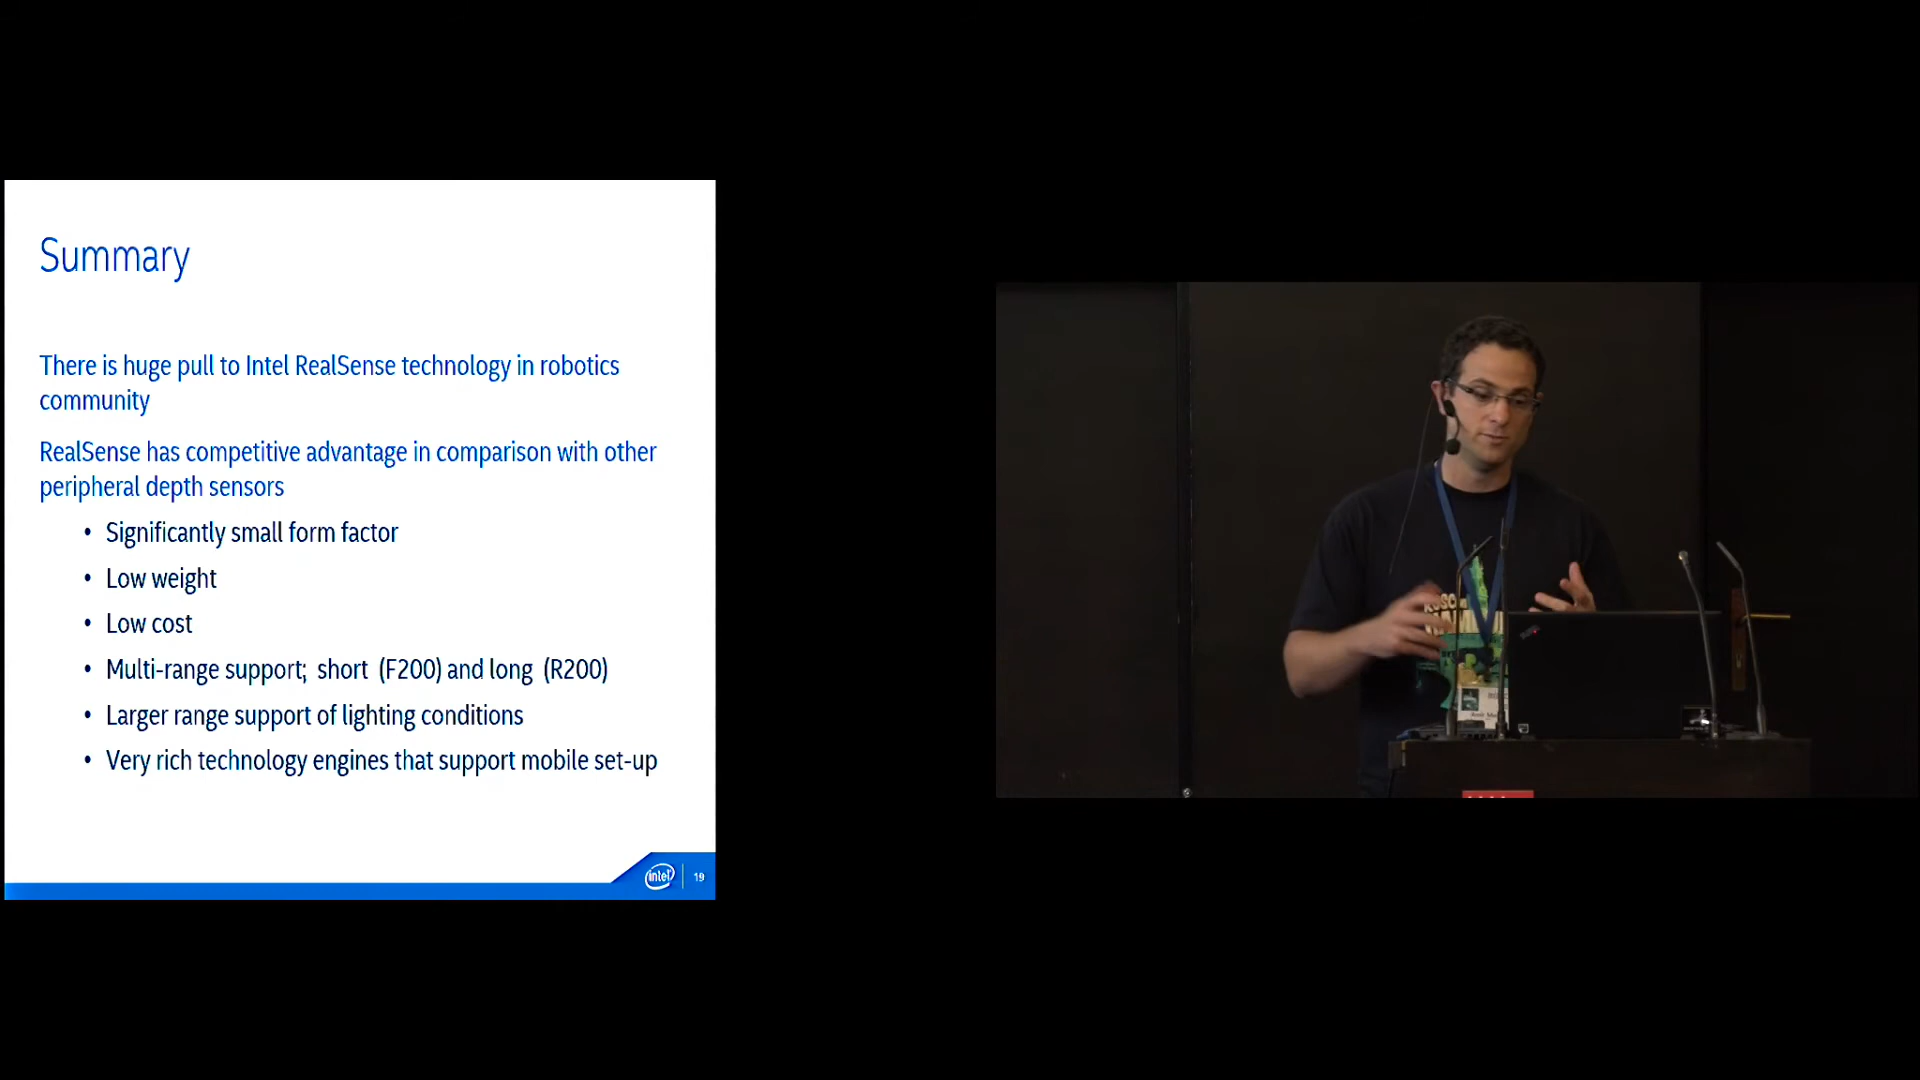 Summary
There is huge pull to Intel RealSense technology in robotics
community
RealSense has competitive advantage in comparison with other
peripheral depth sensors
• Significantly small form factor
• Low weight
• Low cost
• Multi-range support; short (F200) and long (R200)
• Larger range support of lighting conditions
• Very rich technology engines that support mobile set-up
intel
19